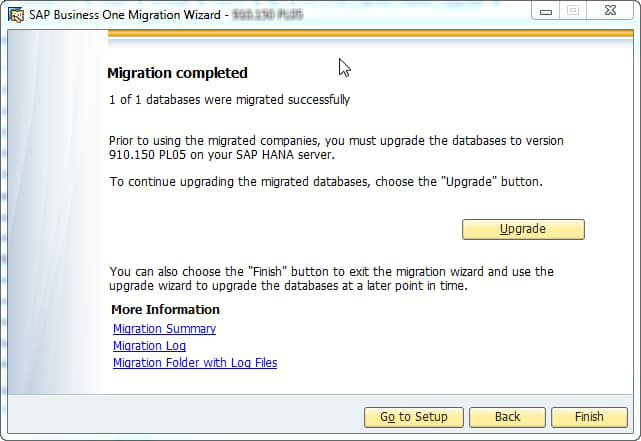 SAP Business One Migration Wizard -
Migration completed
1 of 1 databases were migrated successfully
Prior to using the migrated companies, you must upgrade the databases to version
910.150 PL05 on your SAP HANA server.
To continue upgrading the migrated databases, choose the "Upgrade" button.
Upgrade
You can also choose the "Finish" button to exit the migration wizard and use the
upgrade wizard to upgrade the databases at a later point in time.
More Information
Migration Summary
Migration Log
Migration Folder with Log Files
Go to Setup
Back
Finish